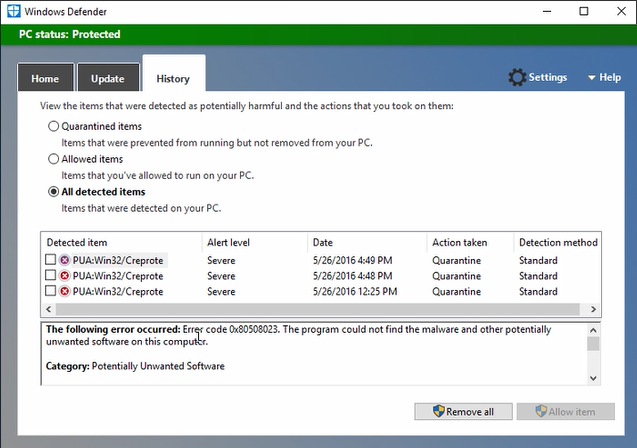 Windows Defender
PC status: Protected
Home Update History Settings Help
View the items that were detected as potentially harmful and the actions that you took on them:
Quarantined items
Items that were prevented from running but not removed from your PC.
Allowed items
Items that you've allowed to run on your PC.
All detected items
Items that were detected on your PC.
Detected item Alert level Date Action taken Detection method
PUA:Win32/Creprote Severe 5/26/2016 4:49 PM Quarantine Standard
PUA:Win32/Creprote Severe 5/26/2016 4:48 PM Quarantine Standard
PUA:Win32/Creprote Severe 5/26/2016 12:25 PM Quarantine Standard
The following error occurred: Error code 0x80508023. The program could not find the malware and other potentially
unwanted software on this computer.
Category: Potentially Unwanted Software
Remove all Allow item